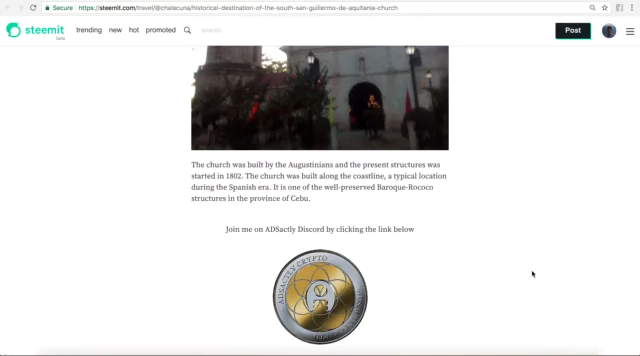 Secure
https://steemit.com/travel/@chalacuna/historical-destination-of-the-south-san-guillermo-de-aquitania-church
steemit
beta
trending new hot promoted
search
Post
The church was built by the Augustinians and the present structures was
started in 1802. The church was built along the coastline, a typical location
during the Spanish era. It is one of the well-preserved Baroque-Rococo
structures in the province of Cebu.
Join me on ADSactly Discord by clicking the link below
ADSACTLY CRYPTO